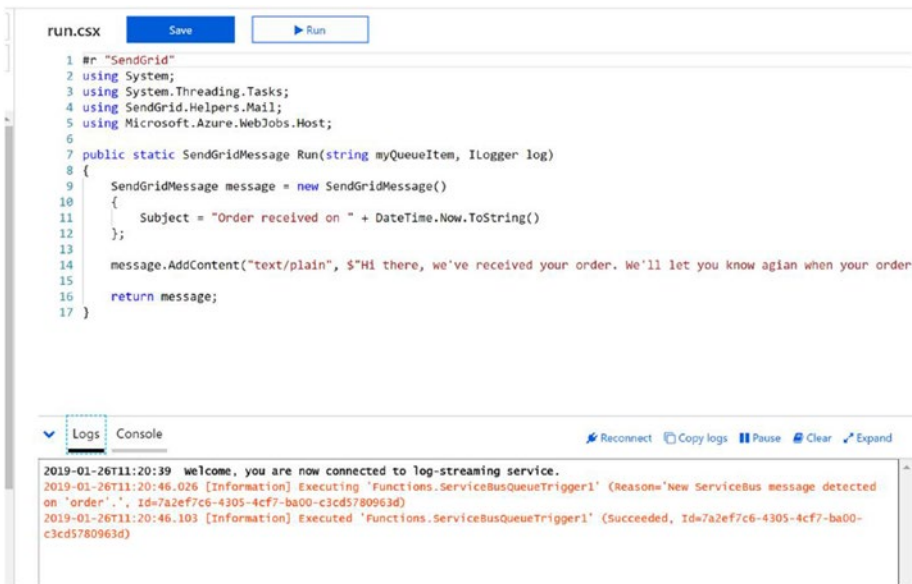 run.csx Save Run
1 #r "SendGrid"
2 using System;
3 using System.Threading.Tasks;
4 using SendGrid.Helpers.Mail;
5 using Microsoft.Azure.WebJobs.Host;
6
7 public static SendGridMessage Run(string myQueueItem, ILogger log)
8 {
9 SendGridMessage message = new SendGridMessage()
10 {
11 Subject = "Order received on " + DateTime.Now.ToString()
12 };
13
14 message.AddContent("text/plain", $"Hi there, we've received your order. We'll let you know agian when your order
15
16 return message;
17 }
Logs Console Reconnect Copy logs Pause Clear Expand
2019-01-26T11:20:39 Welcome, you are now connected to log-streaming service.
2019-01-26T11:20:46.026 [Information] Executing 'Functions.ServiceBusQueueTrigger1' (Reason='New ServiceBus message detected
on 'order'.', Id=7a2ef7c6-4305-4cf7-ba00-c3cd5780963d)
2019-01-26T11:20:46.103 [Information] Executed 'Functions.ServiceBusQueueTrigger1' (Succeeded, Id=7a2ef7c6-4305-4cf7-ba00-
c3cd5780963d)